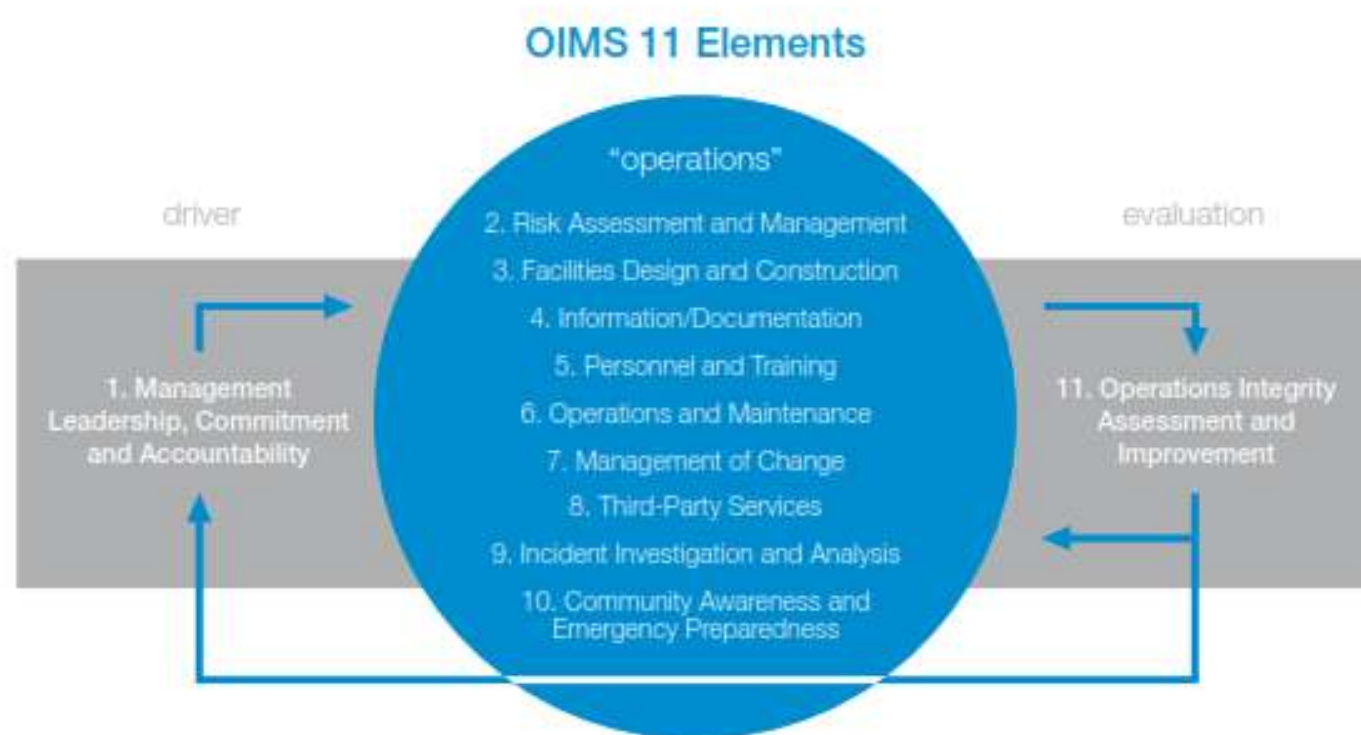 OIMS 11 Elements
driver
1. Management
Leadership, Commitment
and Accountability
"operations"
2. Risk Assessment and Management
3. Facilities Design and Construction
4. Information/Documentation
5. Personnel and Training
6. Operations and Maintenance
7. Management of Change
8. Third-Party Services
9. Incident Investigation and Analysis
10. Community Awareness and
Emergency Preparedness
evaluation
11. Operations Integrity
Assessment and
Improvement